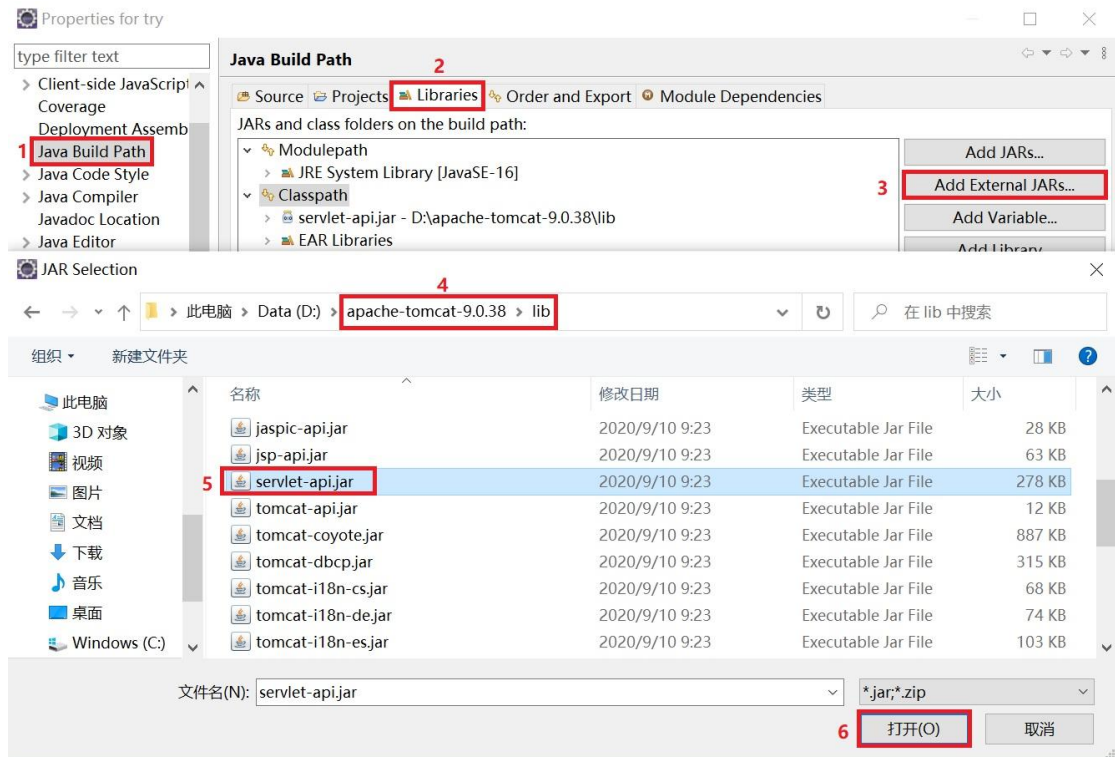 Properties for try
type filter text
Java Build Path
2
Client-side JavaScript
Coverage
Deployment Assemb
1 Java Build Path
Java Code Style
Java Compiler
Javadoc Location
Java Editor
Source Projects Libraries Order and Export Module Dependencies
JARs and class folders on the build path:
Modulepath
JRE System Library [JavaSE-16]
Classpath
servlet-api.jar - D:\apache-tomcat-9.0.38\lib
EAR Libraries
Add JARs...
3 Add External JARs...
Add Variable...
Add Library...
JAR Selection
4
此电脑 > Data (D:) > apache-tomcat-9.0.38 > lib
在 lib 中搜索
组织 新建文件夹
此电脑
3D 对象
视频
图片
文档
下载
音乐
桌面
Windows (C:)
名称 修改日期 类型 大小
jaspic-api.jar 2020/9/10 9:23 Executable Jar File 28 KB
jsp-api.jar 2020/9/10 9:23 Executable Jar File 63 KB
5 servlet-api.jar 2020/9/10 9:23 Executable Jar File 278 KB
tomcat-api.jar 2020/9/10 9:23 Executable Jar File 12 KB
tomcat-coyote.jar 2020/9/10 9:23 Executable Jar File 887 KB
tomcat-dbcp.jar 2020/9/10 9:23 Executable Jar File 315 KB
tomcat-i18n-cs.jar 2020/9/10 9:23 Executable Jar File 68 KB
tomcat-i18n-de.jar 2020/9/10 9:23 Executable Jar File 74 KB
tomcat-i18n-es.jar 2020/9/10 9:23 Executable Jar File 103 KB
文件名(N): servlet-api.jar
*.jar;*.zip
6 打开(O) 取消